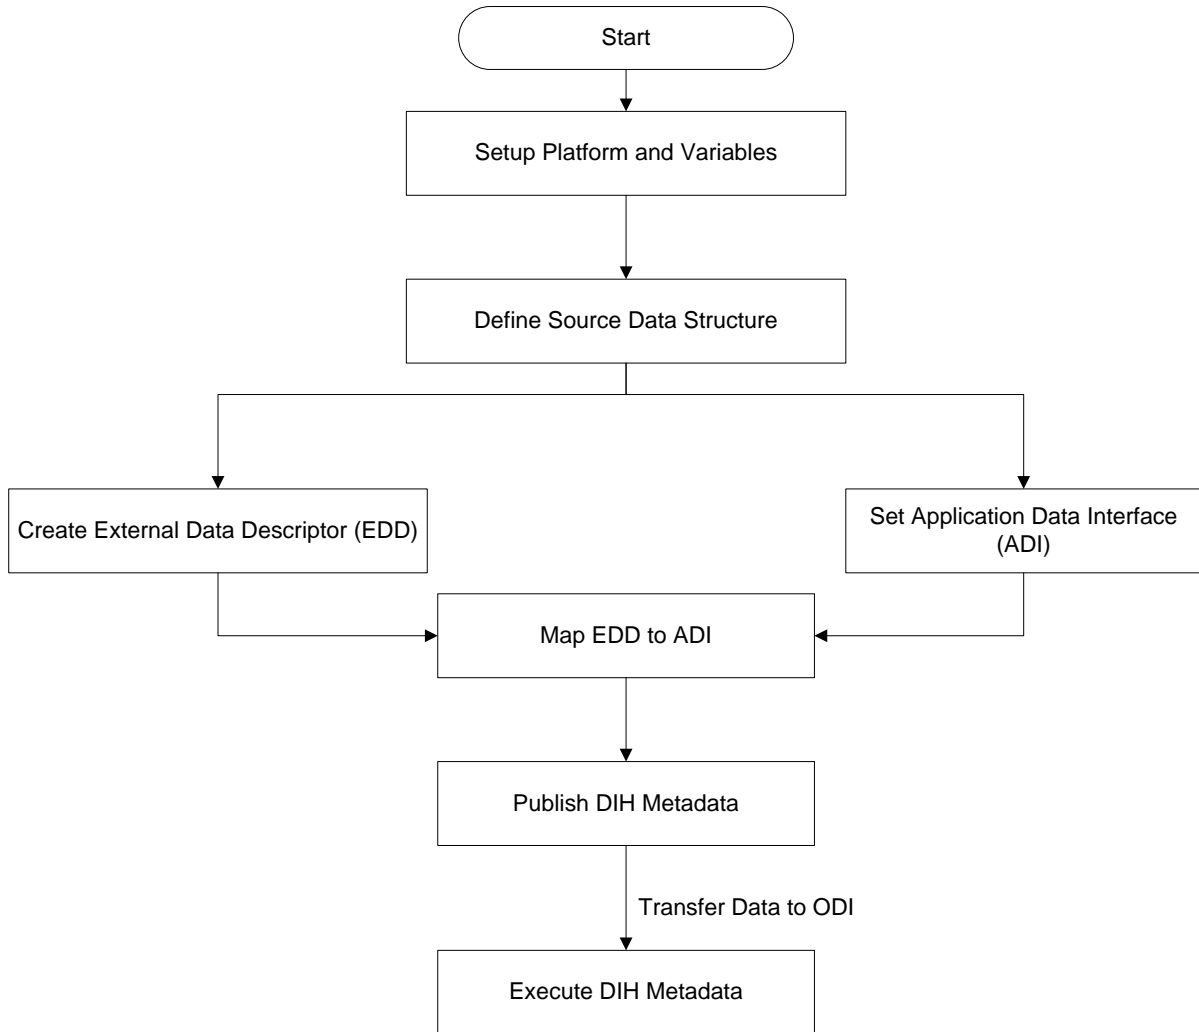 Start
Setup Platform and Variables
Define Source Data Structure
Create External Data Descriptor (EDD)
Set Application Data Interface
(ADI)
Map EDD to ADI
Publish DIH Metadata
Transfer Data to ODI
Execute DIH Metadata